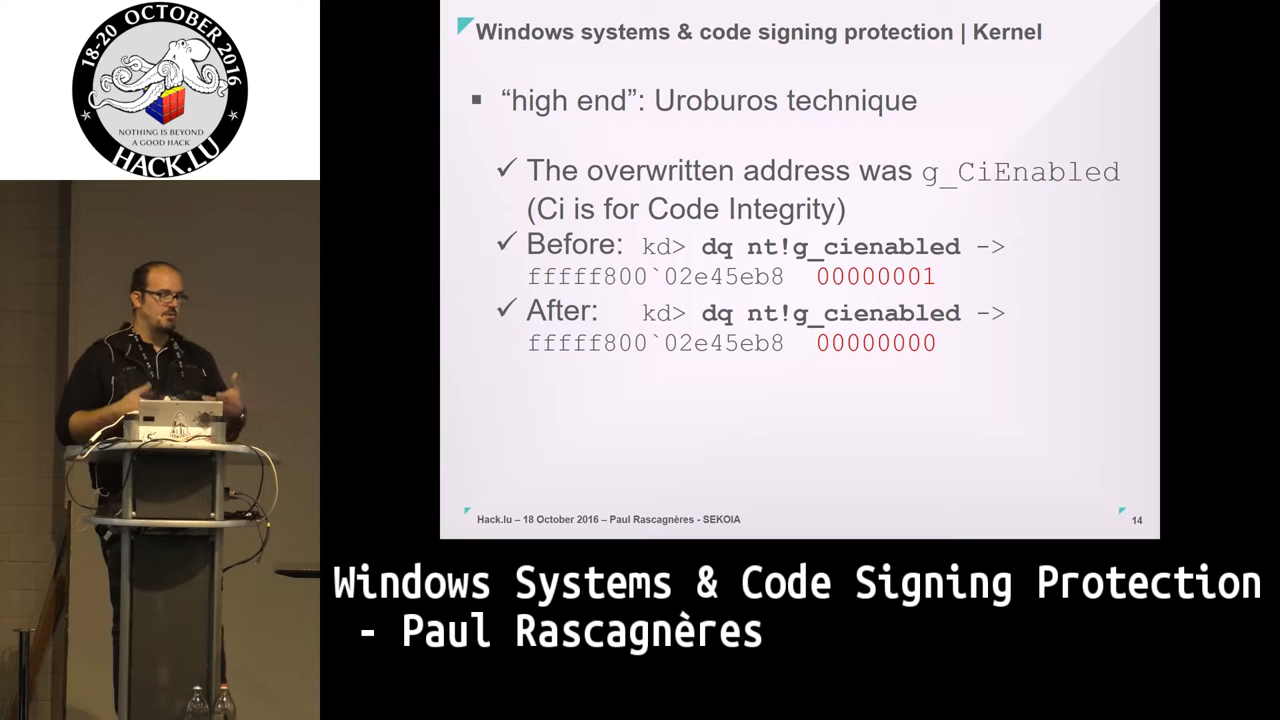 18-20 OCTOBER 2016
NOTHING IS BEYOND
A GOOD HACK
HACK.LU
Windows systems & code signing protection | Kernel
▪ “high end”: Uroburos technique
✓ The overwritten address was g_CiEnabled
(Ci is for Code Integrity)
✓ Before: kd> dq nt!g_cienabled ->
fffff800`02e45eb8 00000001
✓ After: kd> dq nt!g_cienabled ->
fffff800`02e45eb8 00000000
Hack.lu – 18 October 2016 – Paul Rascagnères - SEKOIA
14
Windows Systems & Code Signing Protection
- Paul Rascagnères